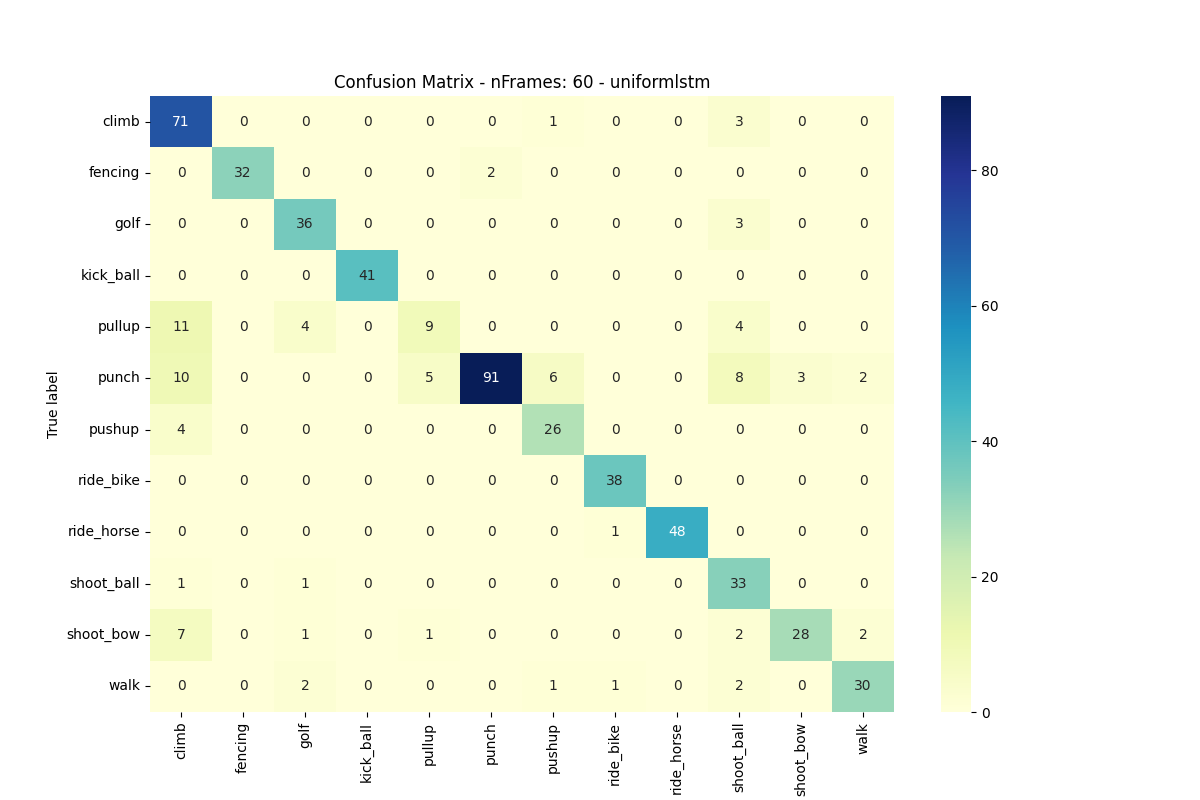 Confusion Matrix - nFrames: 60 - uniformlstm
climb 71 0 0 0 0 0 1 0 0 3 0 0
fencing 0 32 0 0 0 2 0 0 0 0 0 0
golf 0 0 36 0 0 0 0 0 0 3 0 0
kick_ball 0 0 0 41 0 0 0 0 0 0 0 0
pullup 11 0 4 0 9 0 0 0 0 4 0 0
punch 10 0 0 0 5 91 6 0 0 8 3 2
pushup 4 0 0 0 0 0 26 0 0 0 0 0
ride_bike 0 0 0 0 0 0 0 38 0 0 0 0
ride_horse 0 0 0 0 0 0 0 1 48 0 0 0
shoot_ball 1 0 1 0 0 0 0 0 0 33 0 0
shoot_bow 7 0 1 0 1 0 0 0 0 2 28 2
walk 0 0 2 0 0 0 1 1 0 2 0 30
True label
climb fencing golf kick_ball pullup punch pushup ride_bike ride_horse shoot_ball shoot_bow walk
80
60
40
20
0